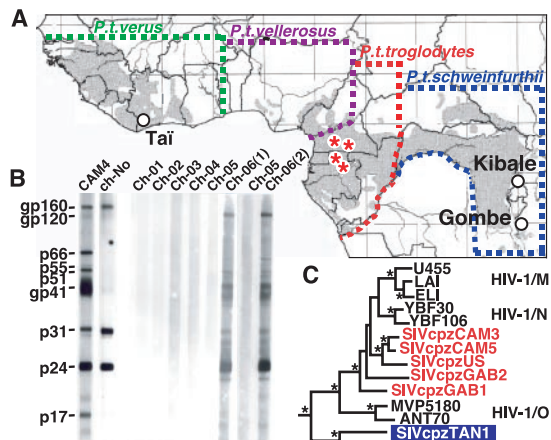 A
P.t.verus
P.t.vellerosus
P.t.troglodytes
P.t.schweinfurthii
Taï
Kibale
Gombe
B
CAM4
ch-No
Ch-01
Ch-02
Ch-03
Ch-04
Ch-05
Ch-06(1)
Ch-05
Ch-06(2)
gp160
gp120
p66
p55
p51
gp41
p31
p24
p17
C
U455
LAI
ELI
HIV-1/M
YBF30
YBF106
HIV-1/N
SIVcpzCAM3
SIVcpzCAM5
SIVcpzUS
SIVcpzGAB2
SIVcpzGAB1
MVP5180
ANT70
HIV-1/O
SIVcpzTAN1